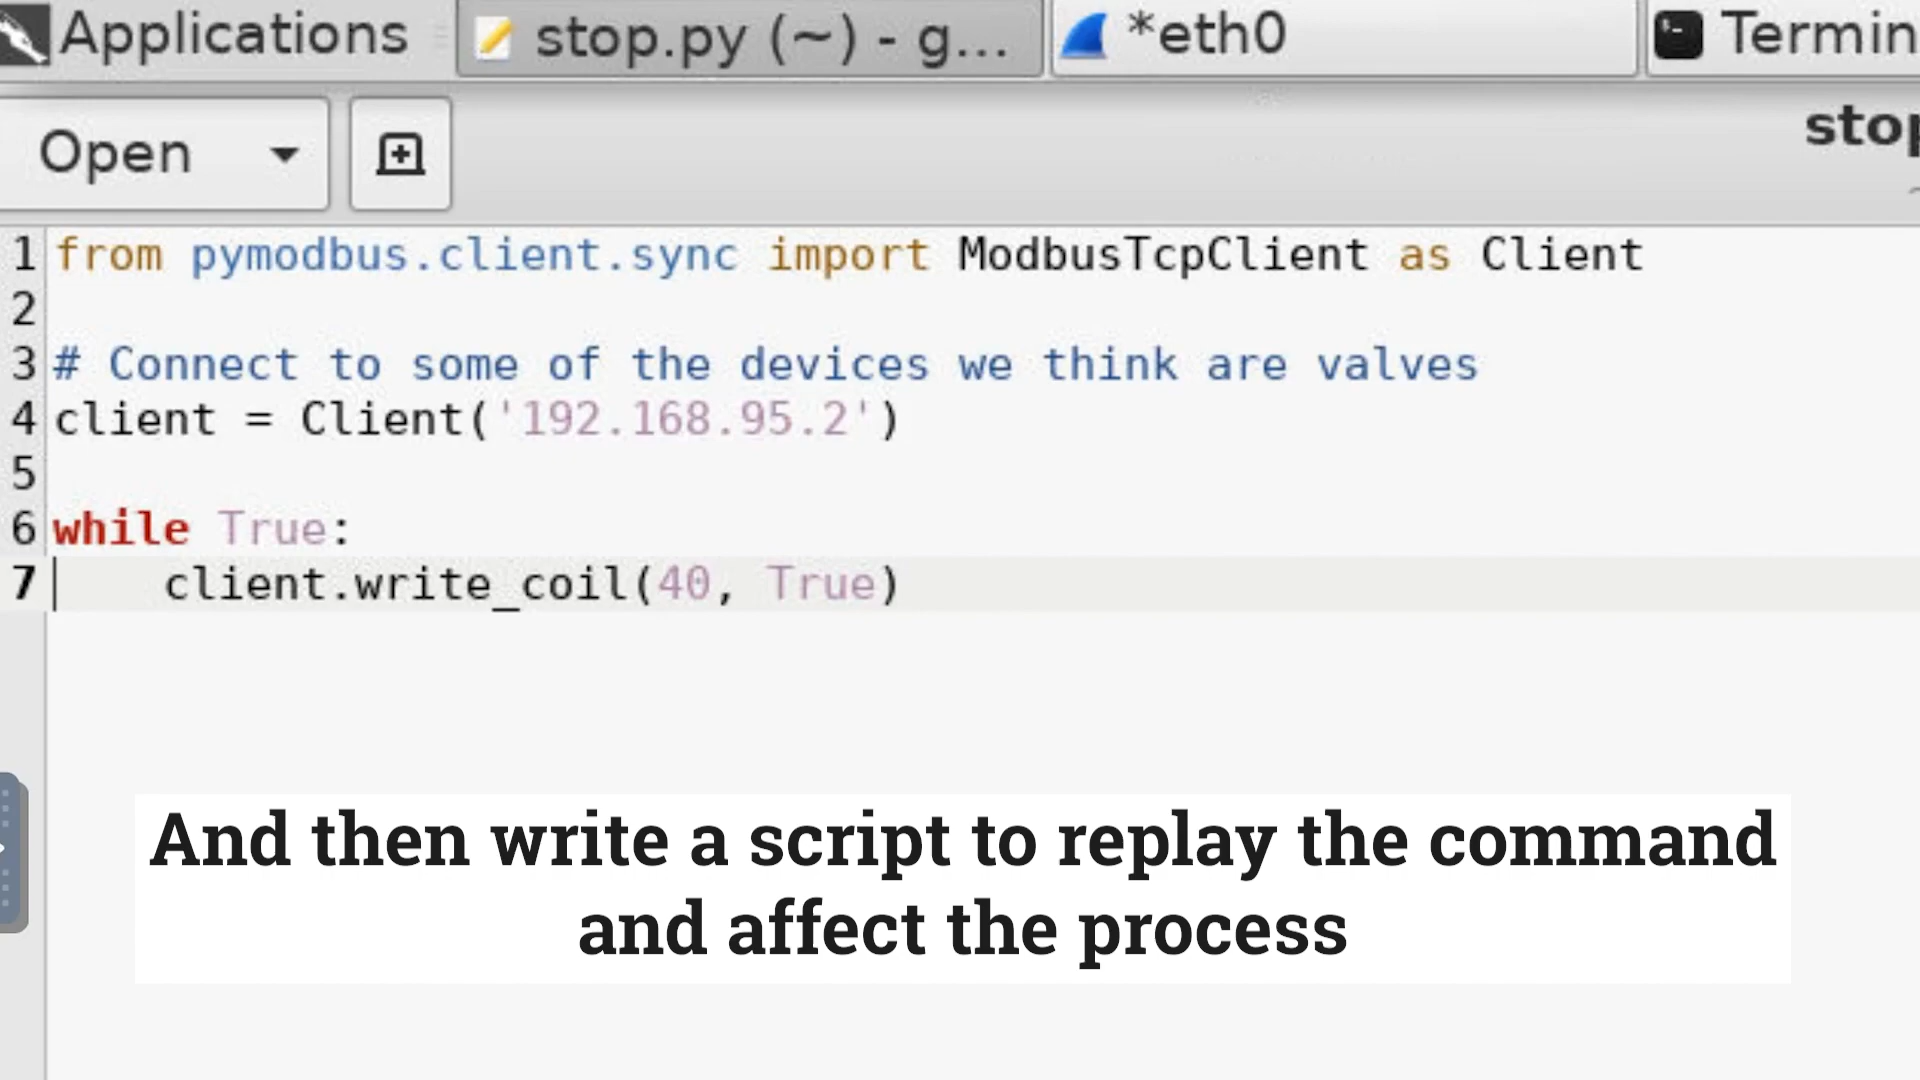 Applications stop.py (~) - g... *eth0 Termin
Open stop
1 from pymodbus.client.sync import ModbusTcpClient as Client
2
3 # Connect to some of the devices we think are valves
4 client = Client('192.168.95.2')
5
6 while True:
7     client.write_coil(40, True)
And then write a script to replay the command
and affect the process